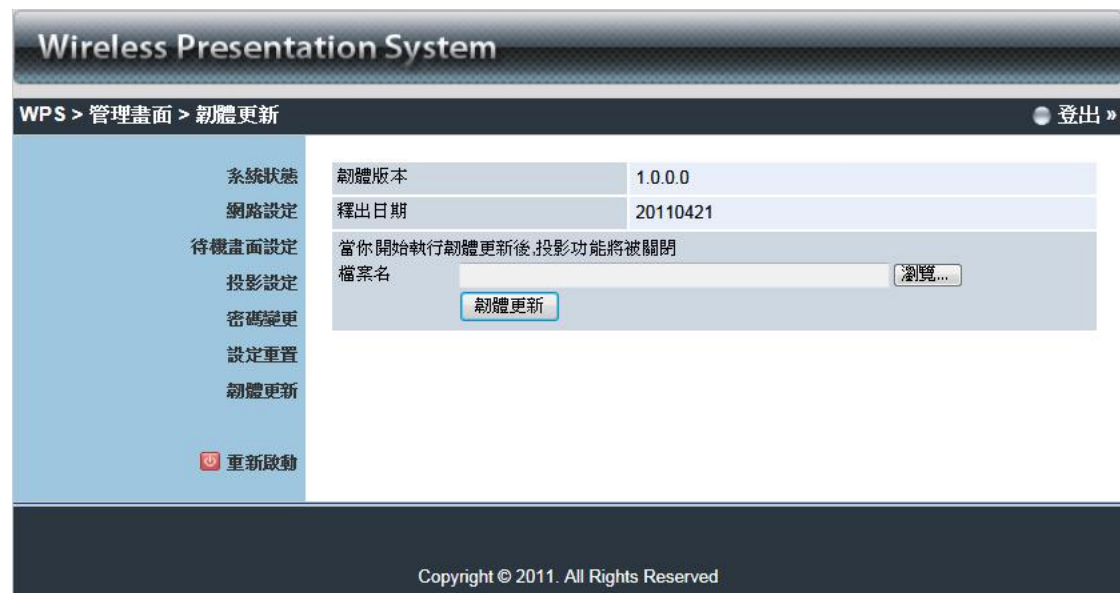 Wireless Presentation System
WPS > 管理畫面 > 韌體更新
登出 »
系統狀態
網路設定
待機畫面設定
投影設定
密碼變更
設定重置
韌體更新
重新啟動
韌體版本 1.0.0.0
釋出日期 20110421
當你開始執行韌體更新後,投影功能將被關閉
檔案名 瀏覽...
韌體更新
Copyright © 2011. All Rights Reserved